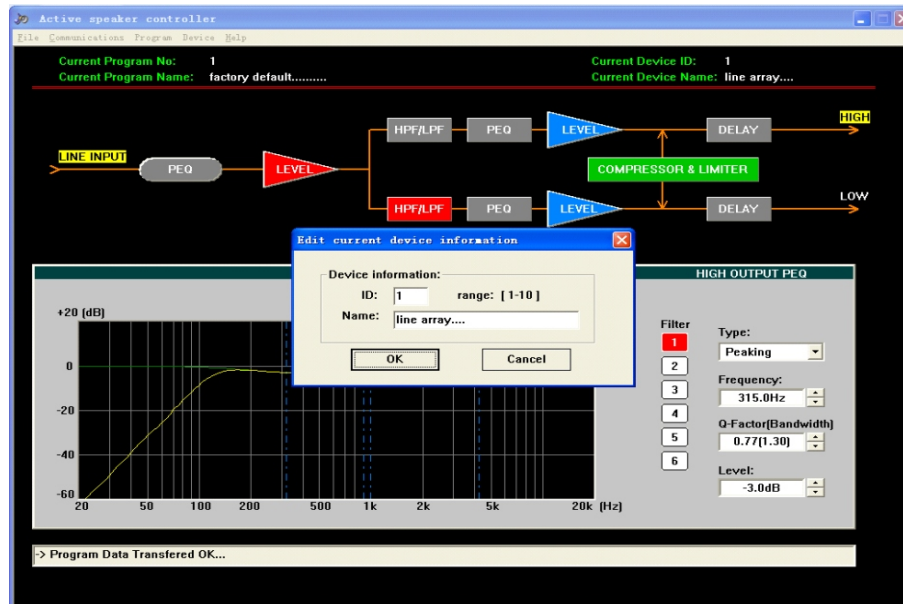 Active speaker controller
File Communications Program Device Help
Current Program No: 1
Current Device ID: 1
Current Program Name: factory default..........
Current Device Name: line array....
HIGH
HPF/LPF PEQ LEVEL DELAY
LINE INPUT
PEQ LEVEL COMPRESSOR & LIMITER
LOW
HPF/LPF PEQ LEVEL DELAY
Edit current device information
Device information:
ID: 1 range: [ 1-10 ]
Name: line array....
OK Cancel
HIGH OUTPUT PEQ
+20 (dB)
0
-20
-40
-60
20 50 100 200 500 1k 2k 5k 20k (Hz)
Filter
1
2
3
4
5
6
Type:
Peaking
Frequency:
315.0Hz
Q-Factor(Bandwidth)
0.77(1.30)
Level:
-3.0dB
-> Program Data Transfered OK...